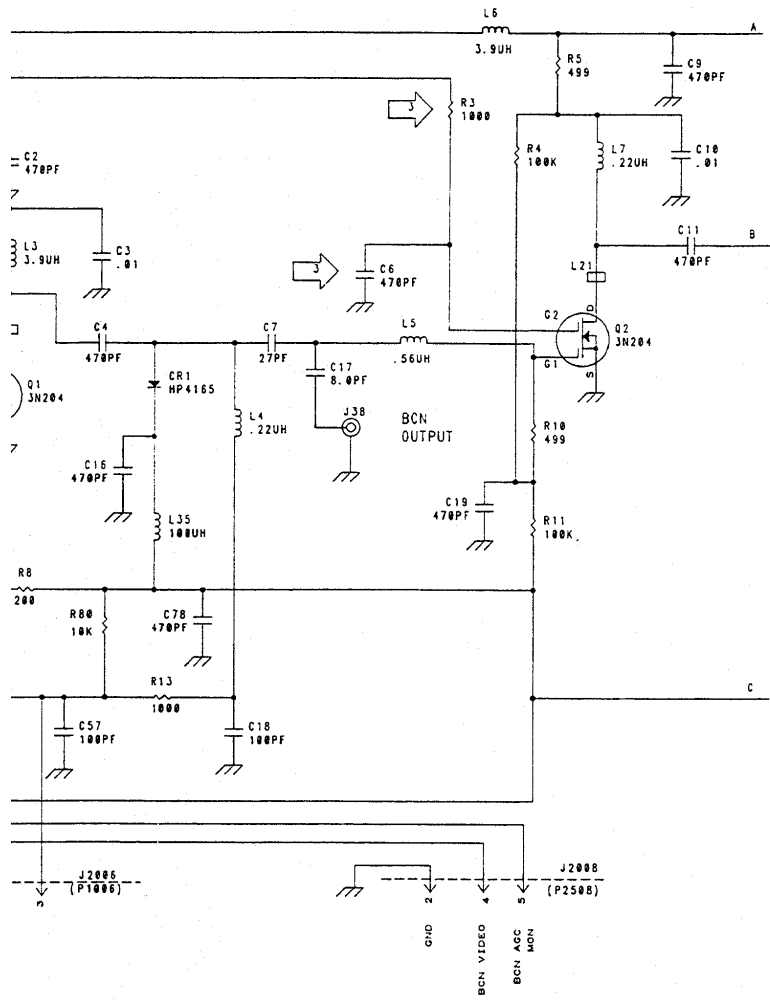 L6
3.9UH
A
R5
499
C9
470PF
3
R3
1000
R4
100K
L7
.22UH
C10
.01
C2
470PF
L3
3.9UH
C3
.01
C11
470PF
B
3
C6
470PF
L21
D
G2
Q2
3N204
G1
S
C4
470PF
C7
27PF
L5
.56UH
CR1
HP4165
C17
8.0PF
Q1
3N204
L4
.22UH
J38
BCN
OUTPUT
R10
499
C16
470PF
C19
470PF
R11
100K
L35
100UH
R8
200
R80
10K
C78
470PF
R13
1000
C
C57
100PF
C18
100PF
J2006
(P1006)
3
J2008
(P2508)
2
4
5
GND
BCN VIDEO
BCN AGC
MON